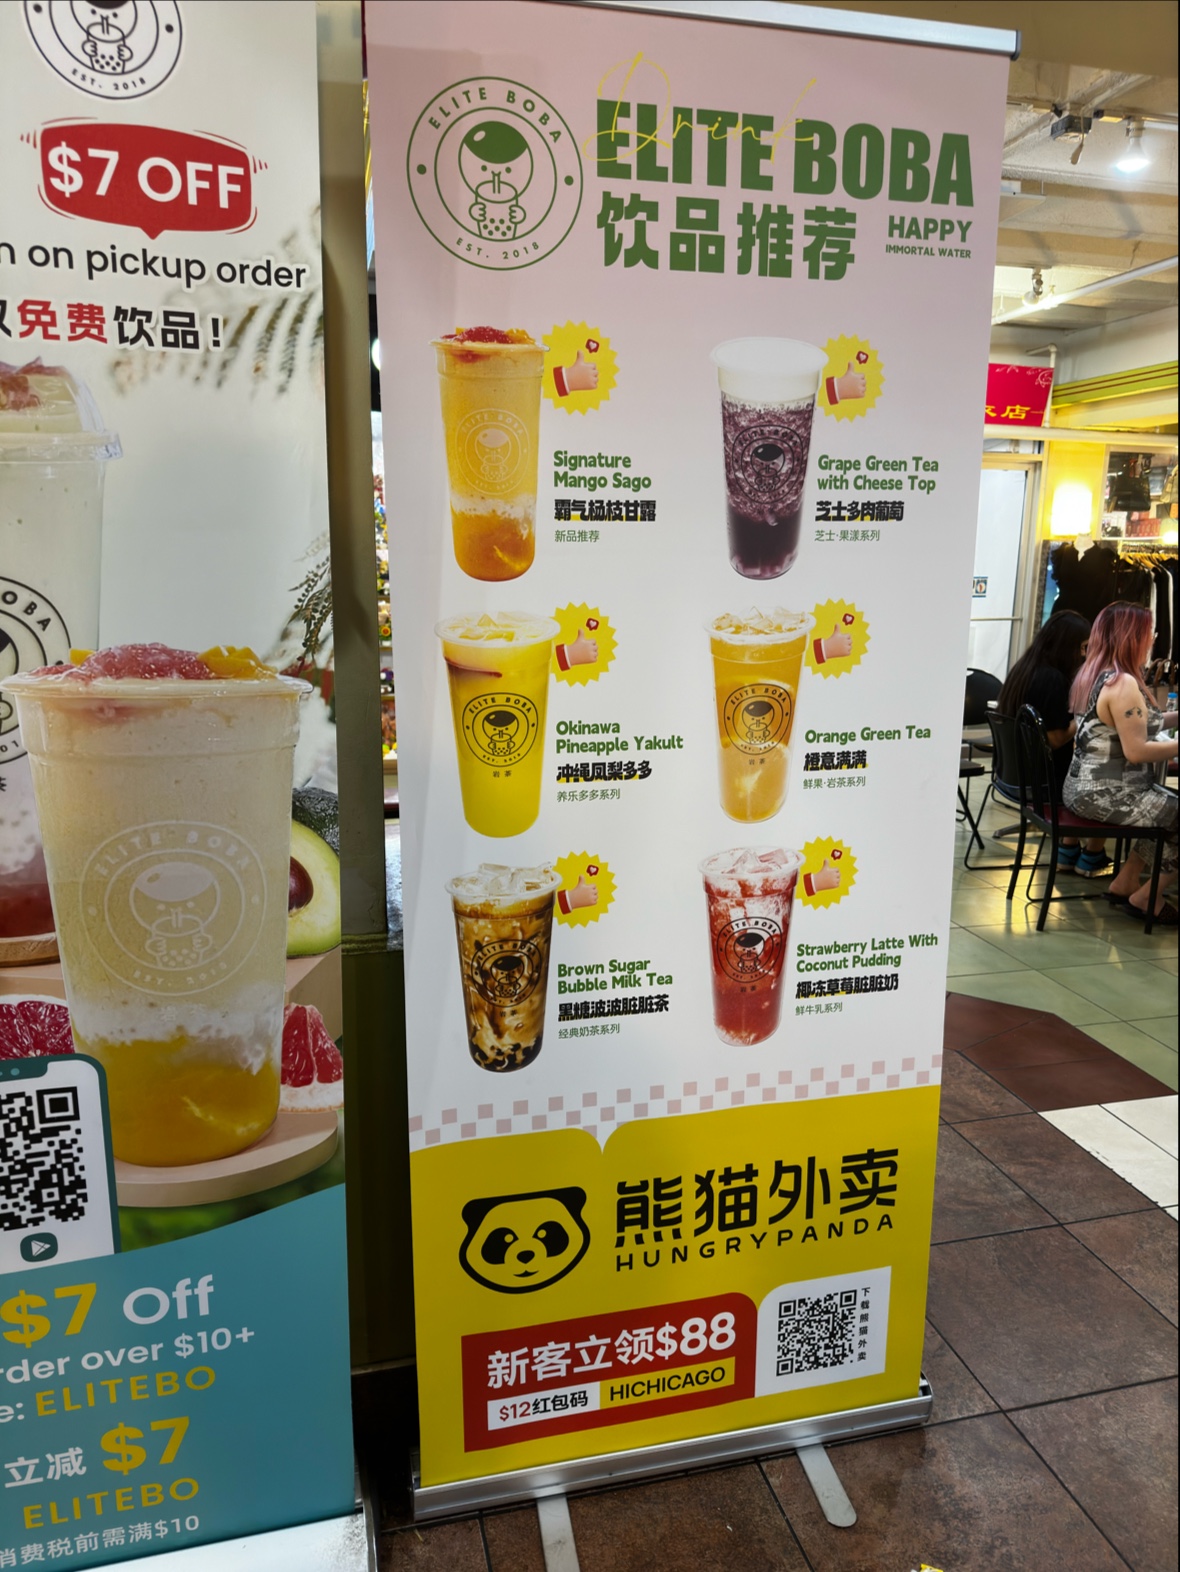 EST. 2018
$7 OFF
on pickup order
免费饮品!
$7 Off
order over $10+
ELITEBO
立减 $7
ELITEBO
消费税前需满$10
ELITE BOBA
EST. 2018
Drink
ELITE BOBA
饮品推荐
HAPPY
IMMORTAL WATER
Signature
Mango Sago
霸气杨枝甘露
新品推荐
Grape Green Tea
with Cheese Top
芝士多肉葡萄
芝士·果漾系列
Okinawa
Pineapple Yakult
冲绳凤梨多多
养乐多多系列
Orange Green Tea
橙意满满
鲜果·岩茶系列
Brown Sugar
Bubble Milk Tea
黑糖波波脏脏茶
经典奶茶系列
Strawberry Latte With
Coconut Pudding
椰冻草莓脏脏奶
鲜牛乳系列
熊猫外卖
HUNGRYPANDA
新客立领$88
$12红包码 HICHICAGO
下载熊猫外卖
ELITE BOBA
EST. 2018
店